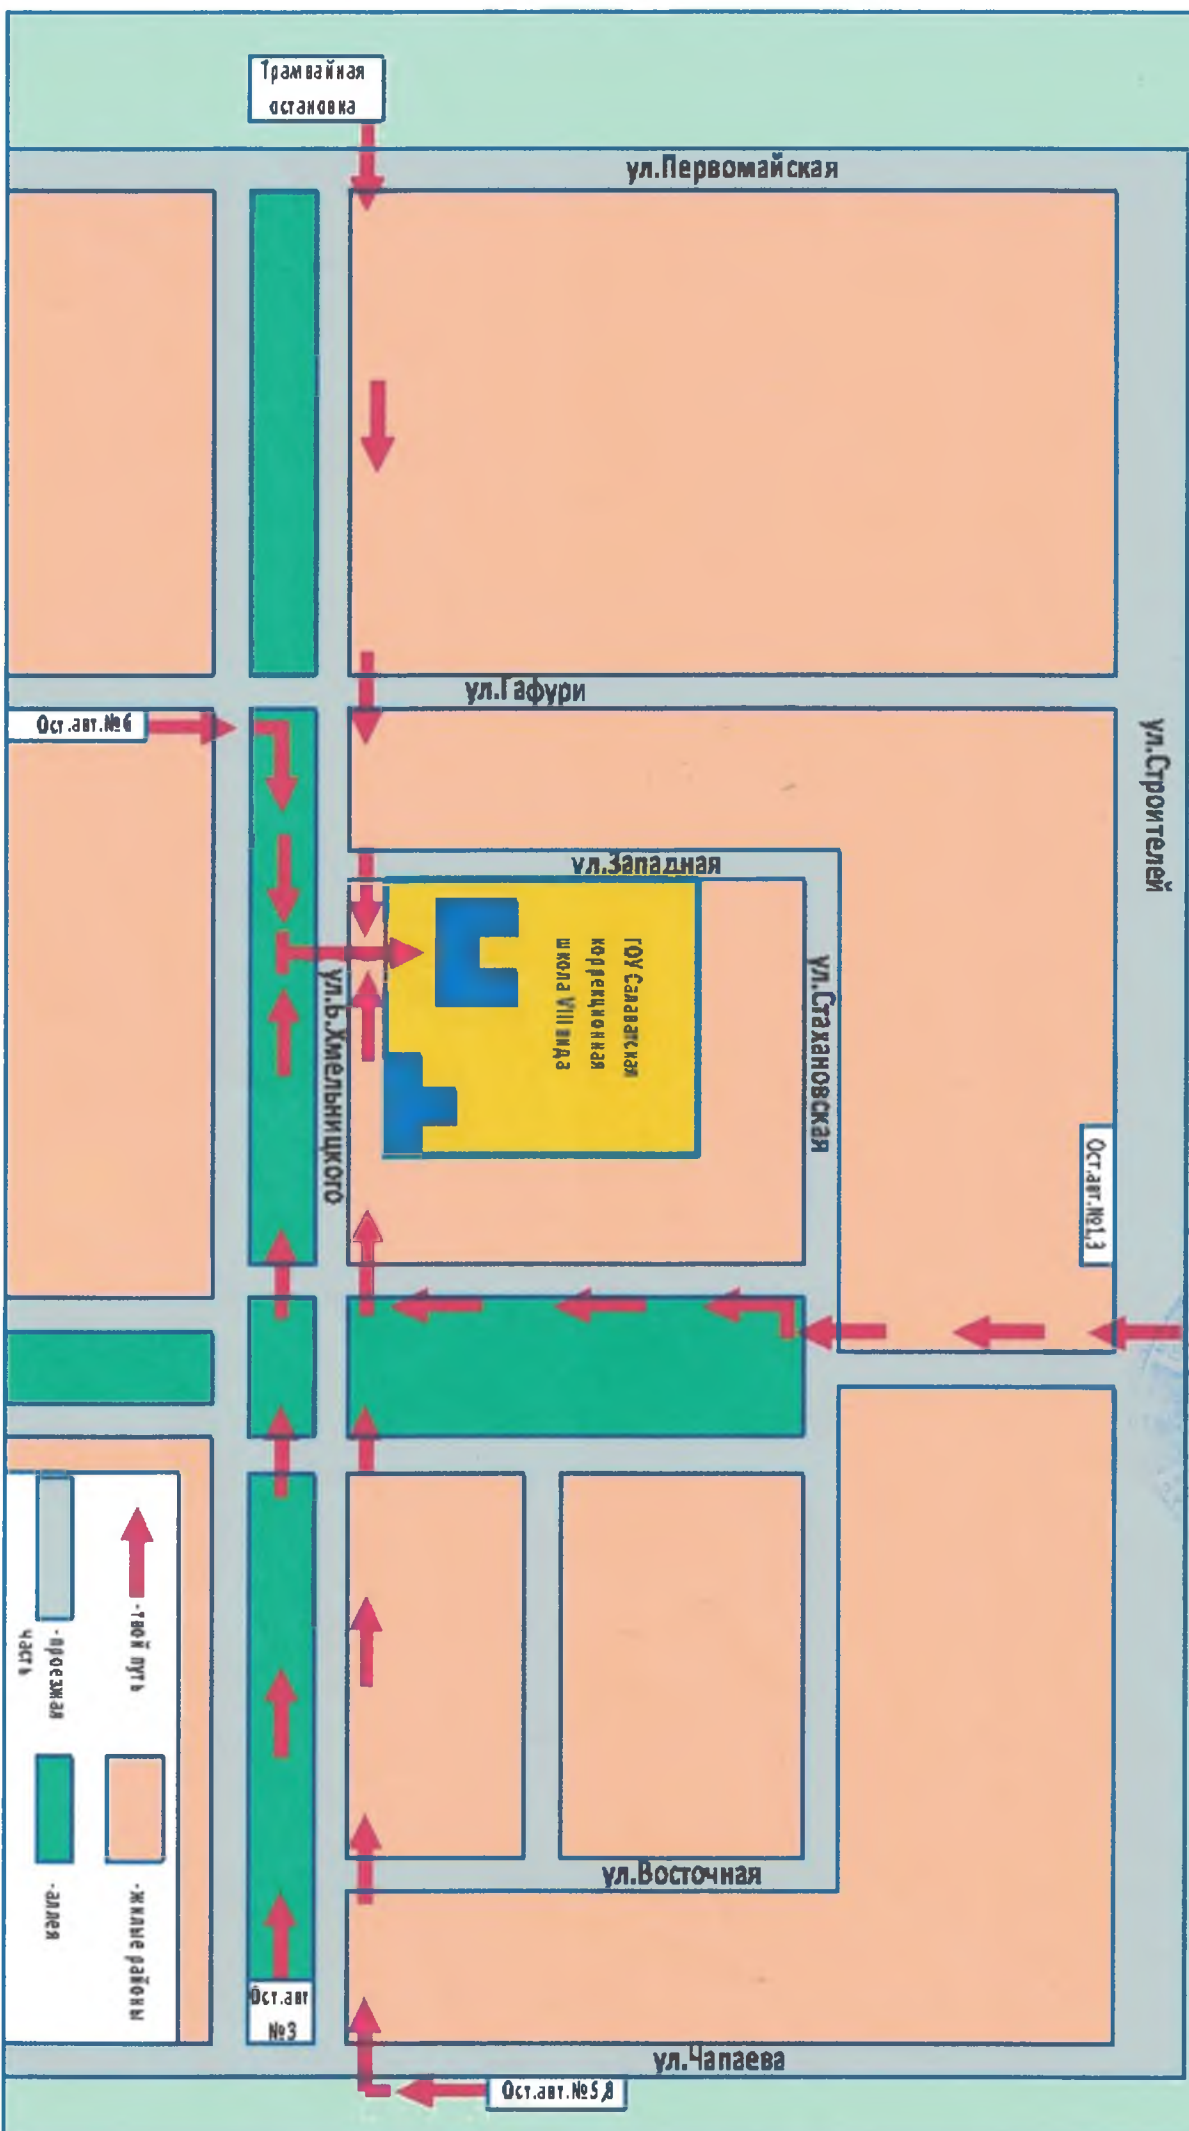 Трамвайная
остановка
ул.Первомайская
ул.Гафури
Ост.авт.№6
ул.Строителей
ул.Западная
ГОУ Салаватская
коррекционная
школа VIII вида
ул.Стахановская
ул.Б.Хмельницкого
Ост.авт.№1,3
-твой путь
-проезжая
часть
-жилые районы
-аллея
ул.Восточная
Ост.авт
№3
ул.Чапаева
Ост.авт.№5,8